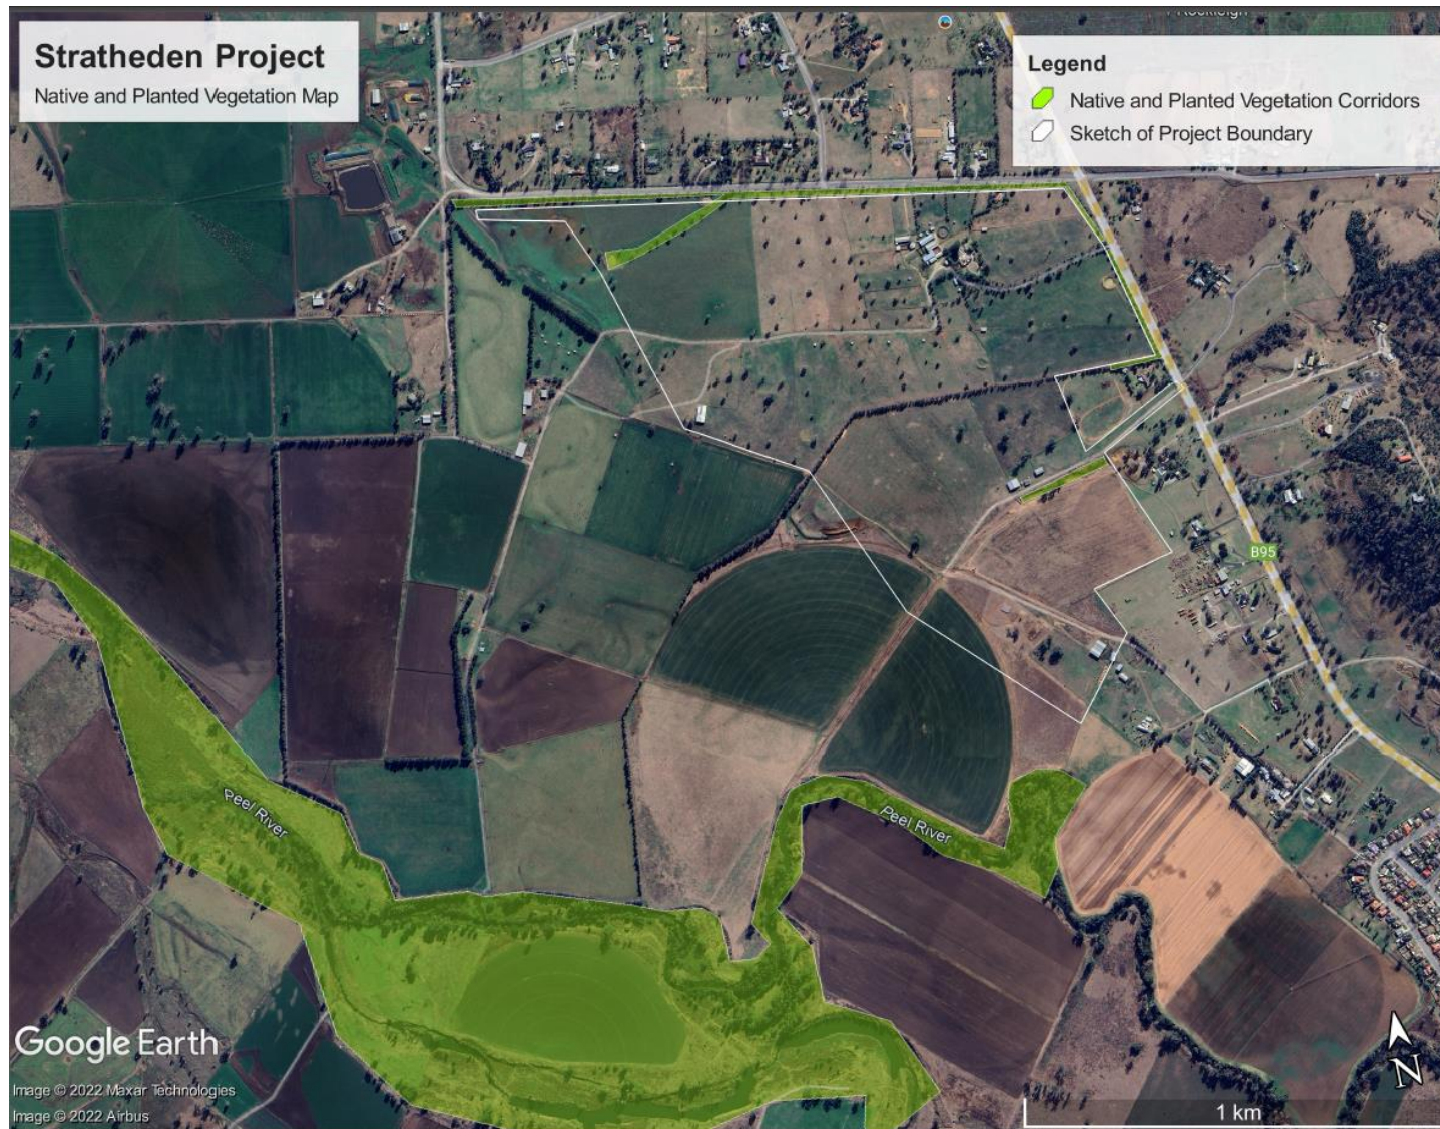 Stratheden Project
Native and Planted Vegetation Map
Legend
Native and Planted Vegetation Corridors
Sketch of Project Boundary
B95
Peel River
Peel River
Google Earth
Image © 2022 Maxar Technologies
Image © 2022 Airbus
N
1 km